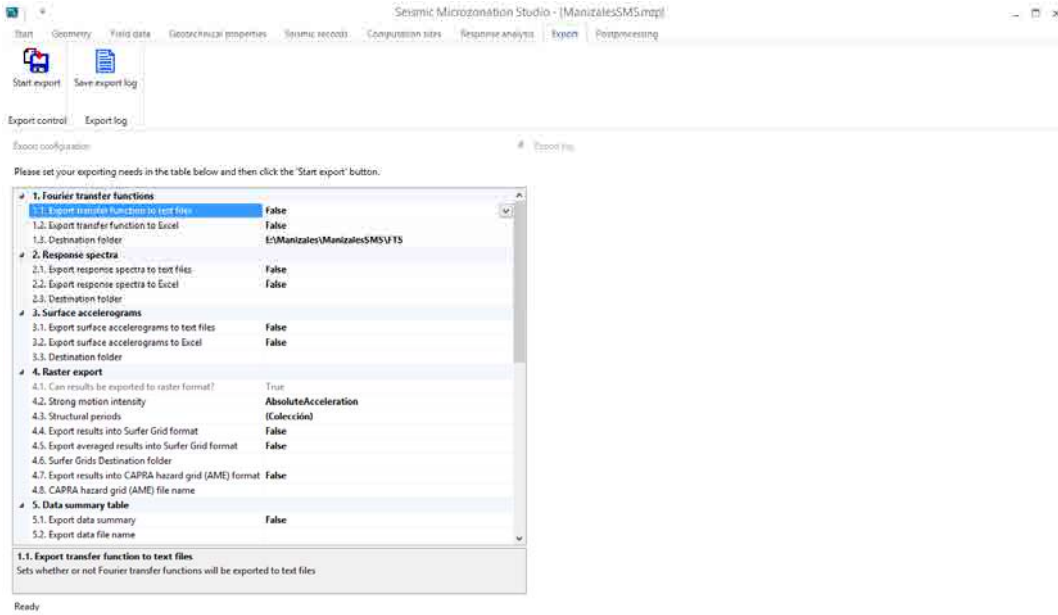 Seismic Microzonation Studio - [ManizalesSMS.mzp]
Start Geometry Field data Geotechnical properties Seismic records Computation sites Response analysis Export Postprocessing
Start export Save export log
Export control Export log
Export configuration Export log
Please set your exporting needs in the table below and then click the 'Start export' button.
1. Fourier transfer functions
1.1. Export transfer function to text files False
1.2. Export transfer function to Excel False
1.3. Destination folder E:\Manizales\ManizalesSMS\FTS
2. Response spectra
2.1. Export response spectra to text files False
2.2. Export response spectra to Excel False
2.3. Destination folder
3. Surface accelerograms
3.1. Export surface accelerograms to text files False
3.2. Export surface accelerograms to Excel False
3.3. Destination folder
4. Raster export
4.1. Can results be exported to raster format? True
4.2. Strong motion intensity AbsoluteAcceleration
4.3. Structural periods (Colección)
4.4. Export results into Surfer Grid format False
4.5. Export averaged results into Surfer Grid format False
4.6. Surfer Grids Destination folder
4.7. Export results into CAPRA hazard grid (AME) format False
4.8. CAPRA hazard grid (AME) file name
5. Data summary table
5.1. Export data summary False
5.2. Export data file name
1.1. Export transfer function to text files
Sets whether or not Fourier transfer functions will be exported to text files
Ready